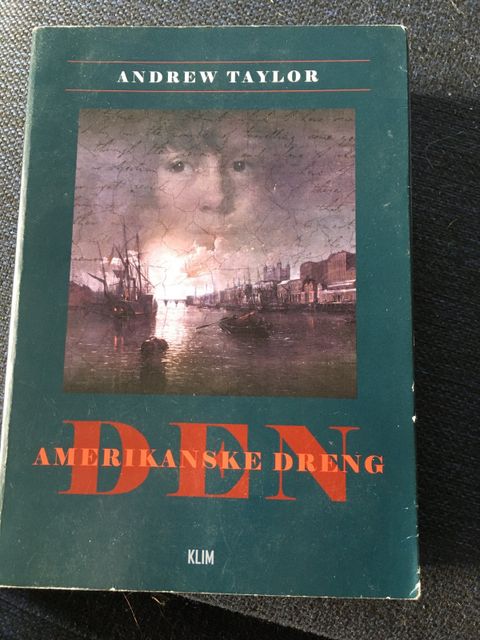 ANDREW TAYLOR
DEN
AMERIKANSKE DRENG
KLIM